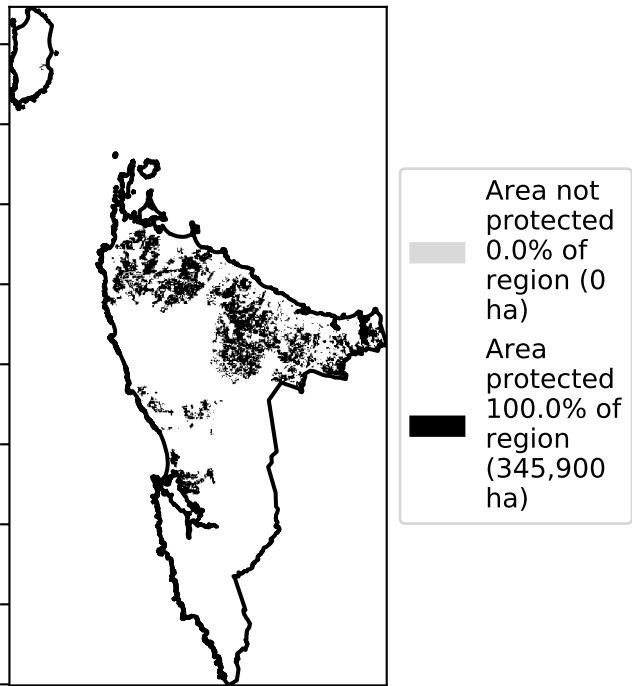 Area not
protected
0.0% of
region (0
ha)
Area
protected
100.0% of
region
(345,900
ha)